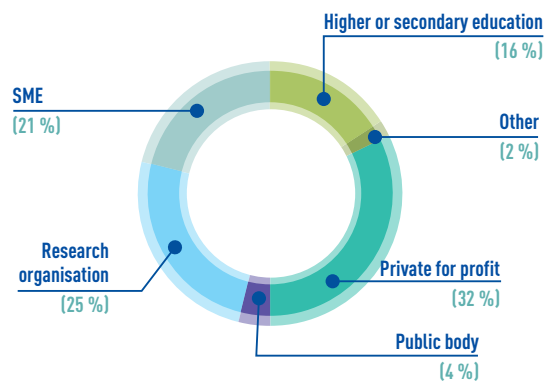 Higher or secondary education
(16 %)
SME
(21 %)
Other
(2 %)
Research
organisation
(25 %)
Private for profit
(32 %)
Public body
(4 %)